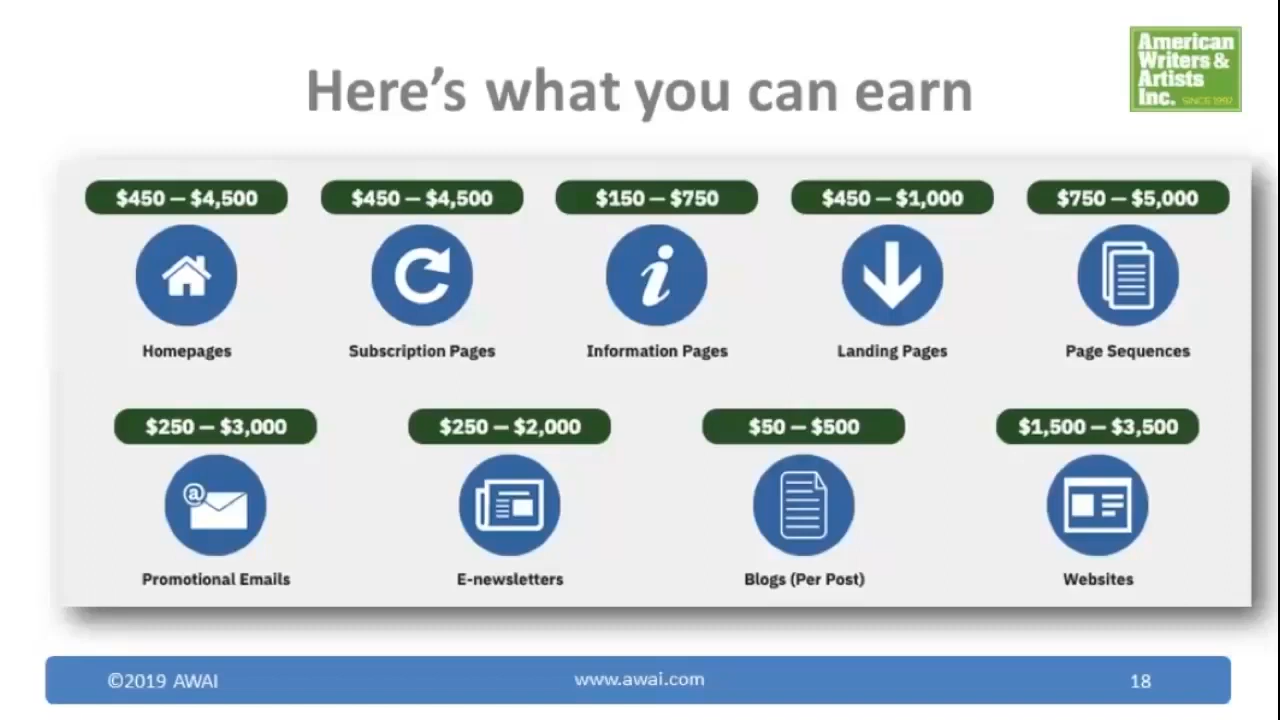 Here's what you can earn
American
Writers &
Artists
Inc. SINCE 1997
$450 — $4,500
$450 — $4,500
$150 — $750
$450 — $1,000
$750 — $5,000
Homepages
Subscription Pages
Information Pages
Landing Pages
Page Sequences
$250 — $3,000
$250 — $2,000
$50 — $500
$1,500 — $3,500
@
Promotional Emails
E-newsletters
Blogs (Per Post)
Websites
©2019 AWAI
www.awai.com
18